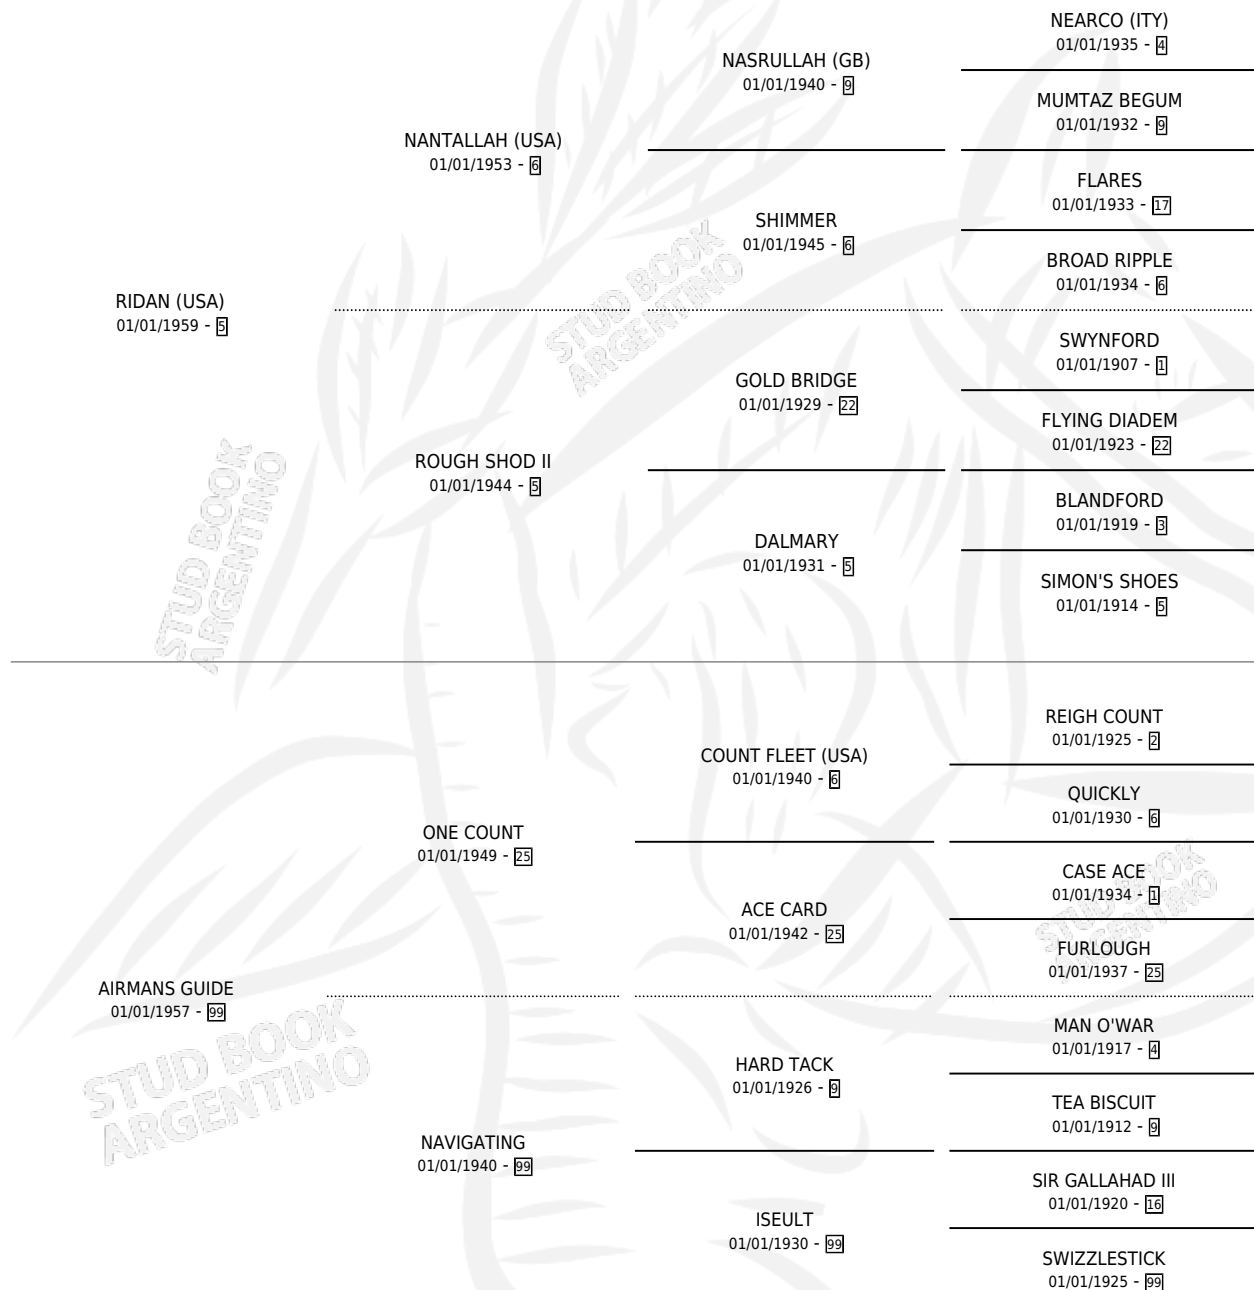 NEARCO (ITY)
01/01/1935 - 4
NASRULLAH (GB)
01/01/1940 - 9
MUMTAZ BEGUM
01/01/1932 - 9
NANTALLAH (USA)
01/01/1953 - 6
FLARES
01/01/1933 - 17
SHIMMER
01/01/1945 - 6
BROAD RIPPLE
01/01/1934 - 6
RIDAN (USA)
01/01/1959 - 5
SWYNFORD
01/01/1907 - 1
GOLD BRIDGE
01/01/1929 - 22
FLYING DIADEM
01/01/1923 - 22
ROUGH SHOD II
01/01/1944 - 5
BLANDFORD
01/01/1919 - 3
DALMARY
01/01/1931 - 5
SIMON'S SHOES
01/01/1914 - 5
REIGH COUNT
01/01/1925 - 2
COUNT FLEET (USA)
01/01/1940 - 6
QUICKLY
01/01/1930 - 6
ONE COUNT
01/01/1949 - 25
CASE ACE
01/01/1934 - 1
ACE CARD
01/01/1942 - 25
FURLOUGH
01/01/1937 - 25
AIRMANS GUIDE
01/01/1957 - 99
MAN O'WAR
01/01/1917 - 4
HARD TACK
01/01/1926 - 9
TEA BISCUIT
01/01/1912 - 9
NAVIGATING
01/01/1940 - 99
SIR GALLAHAD III
01/01/1920 - 16
ISEULT
01/01/1930 - 99
SWIZZLESTICK
01/01/1925 - 99
STUD BOOK
ARGENTINO
STUD BOOK
ARGENTINO
STUD BOOK
ARGENTINO
STUD BOOK
ARGENTINO